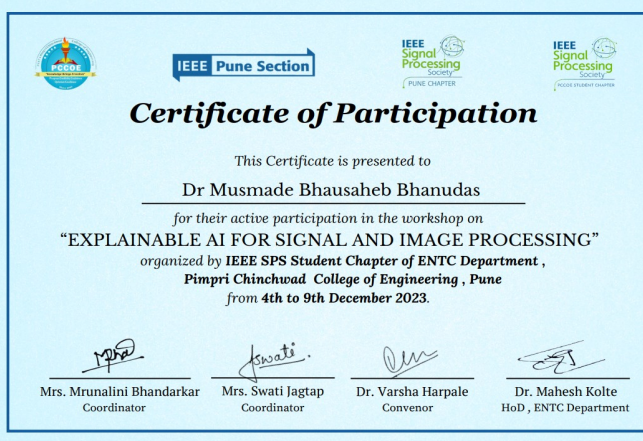 PCCOE
IEEE Pune Section
IEEE
Signal
Processing
Society
PUNE CHAPTER
IEEE
Signal
Processing
Society
PCCOE STUDENT CHAPTER
Certificate of Participation
This Certificate is presented to
Dr Musmade Bhausaheb Bhanudas
for their active participation in the workshop on
“EXPLAINABLE AI FOR SIGNAL AND IMAGE PROCESSING”
organized by IEEE SPS Student Chapter of ENTC Department ,
Pimpri Chinchwad College of Engineering , Pune
from 4th to 9th December 2023.
Swati.
Mrs. Mrunalini Bhandarkar
Coordinator
Mrs. Swati Jagtap
Coordinator
Dr. Varsha Harpale
Convenor
Dr. Mahesh Kolte
HoD , ENTC Department